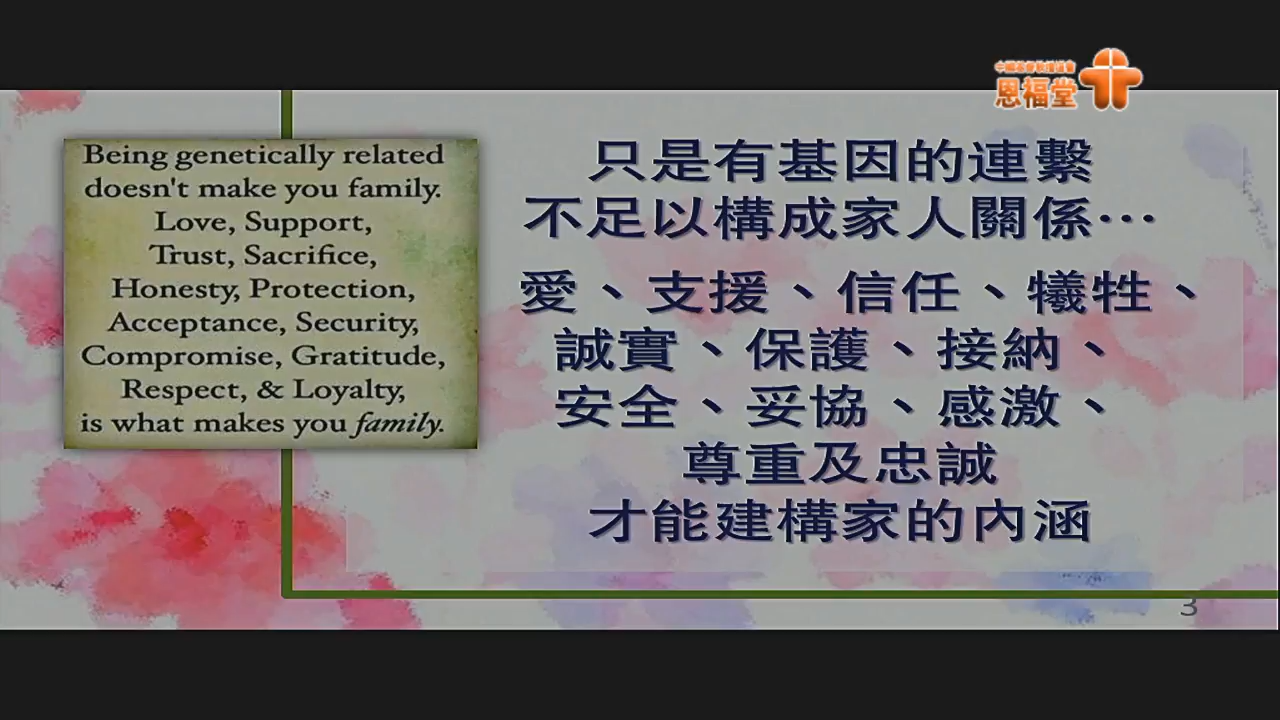 恩福堂
Being genetically related
doesn't make you family.
Love, Support,
Trust, Sacrifice,
Honesty, Protection,
Acceptance, Security,
Compromise, Gratitude,
Respect, & Loyalty,
is what makes you family.
只是有基因的連繫
不足以構成家人關係⋯
愛、支援、信任、犧牲、
誠實、保護、接納、
安全、妥協、感激、
尊重及忠誠
才能建構家的內涵
3